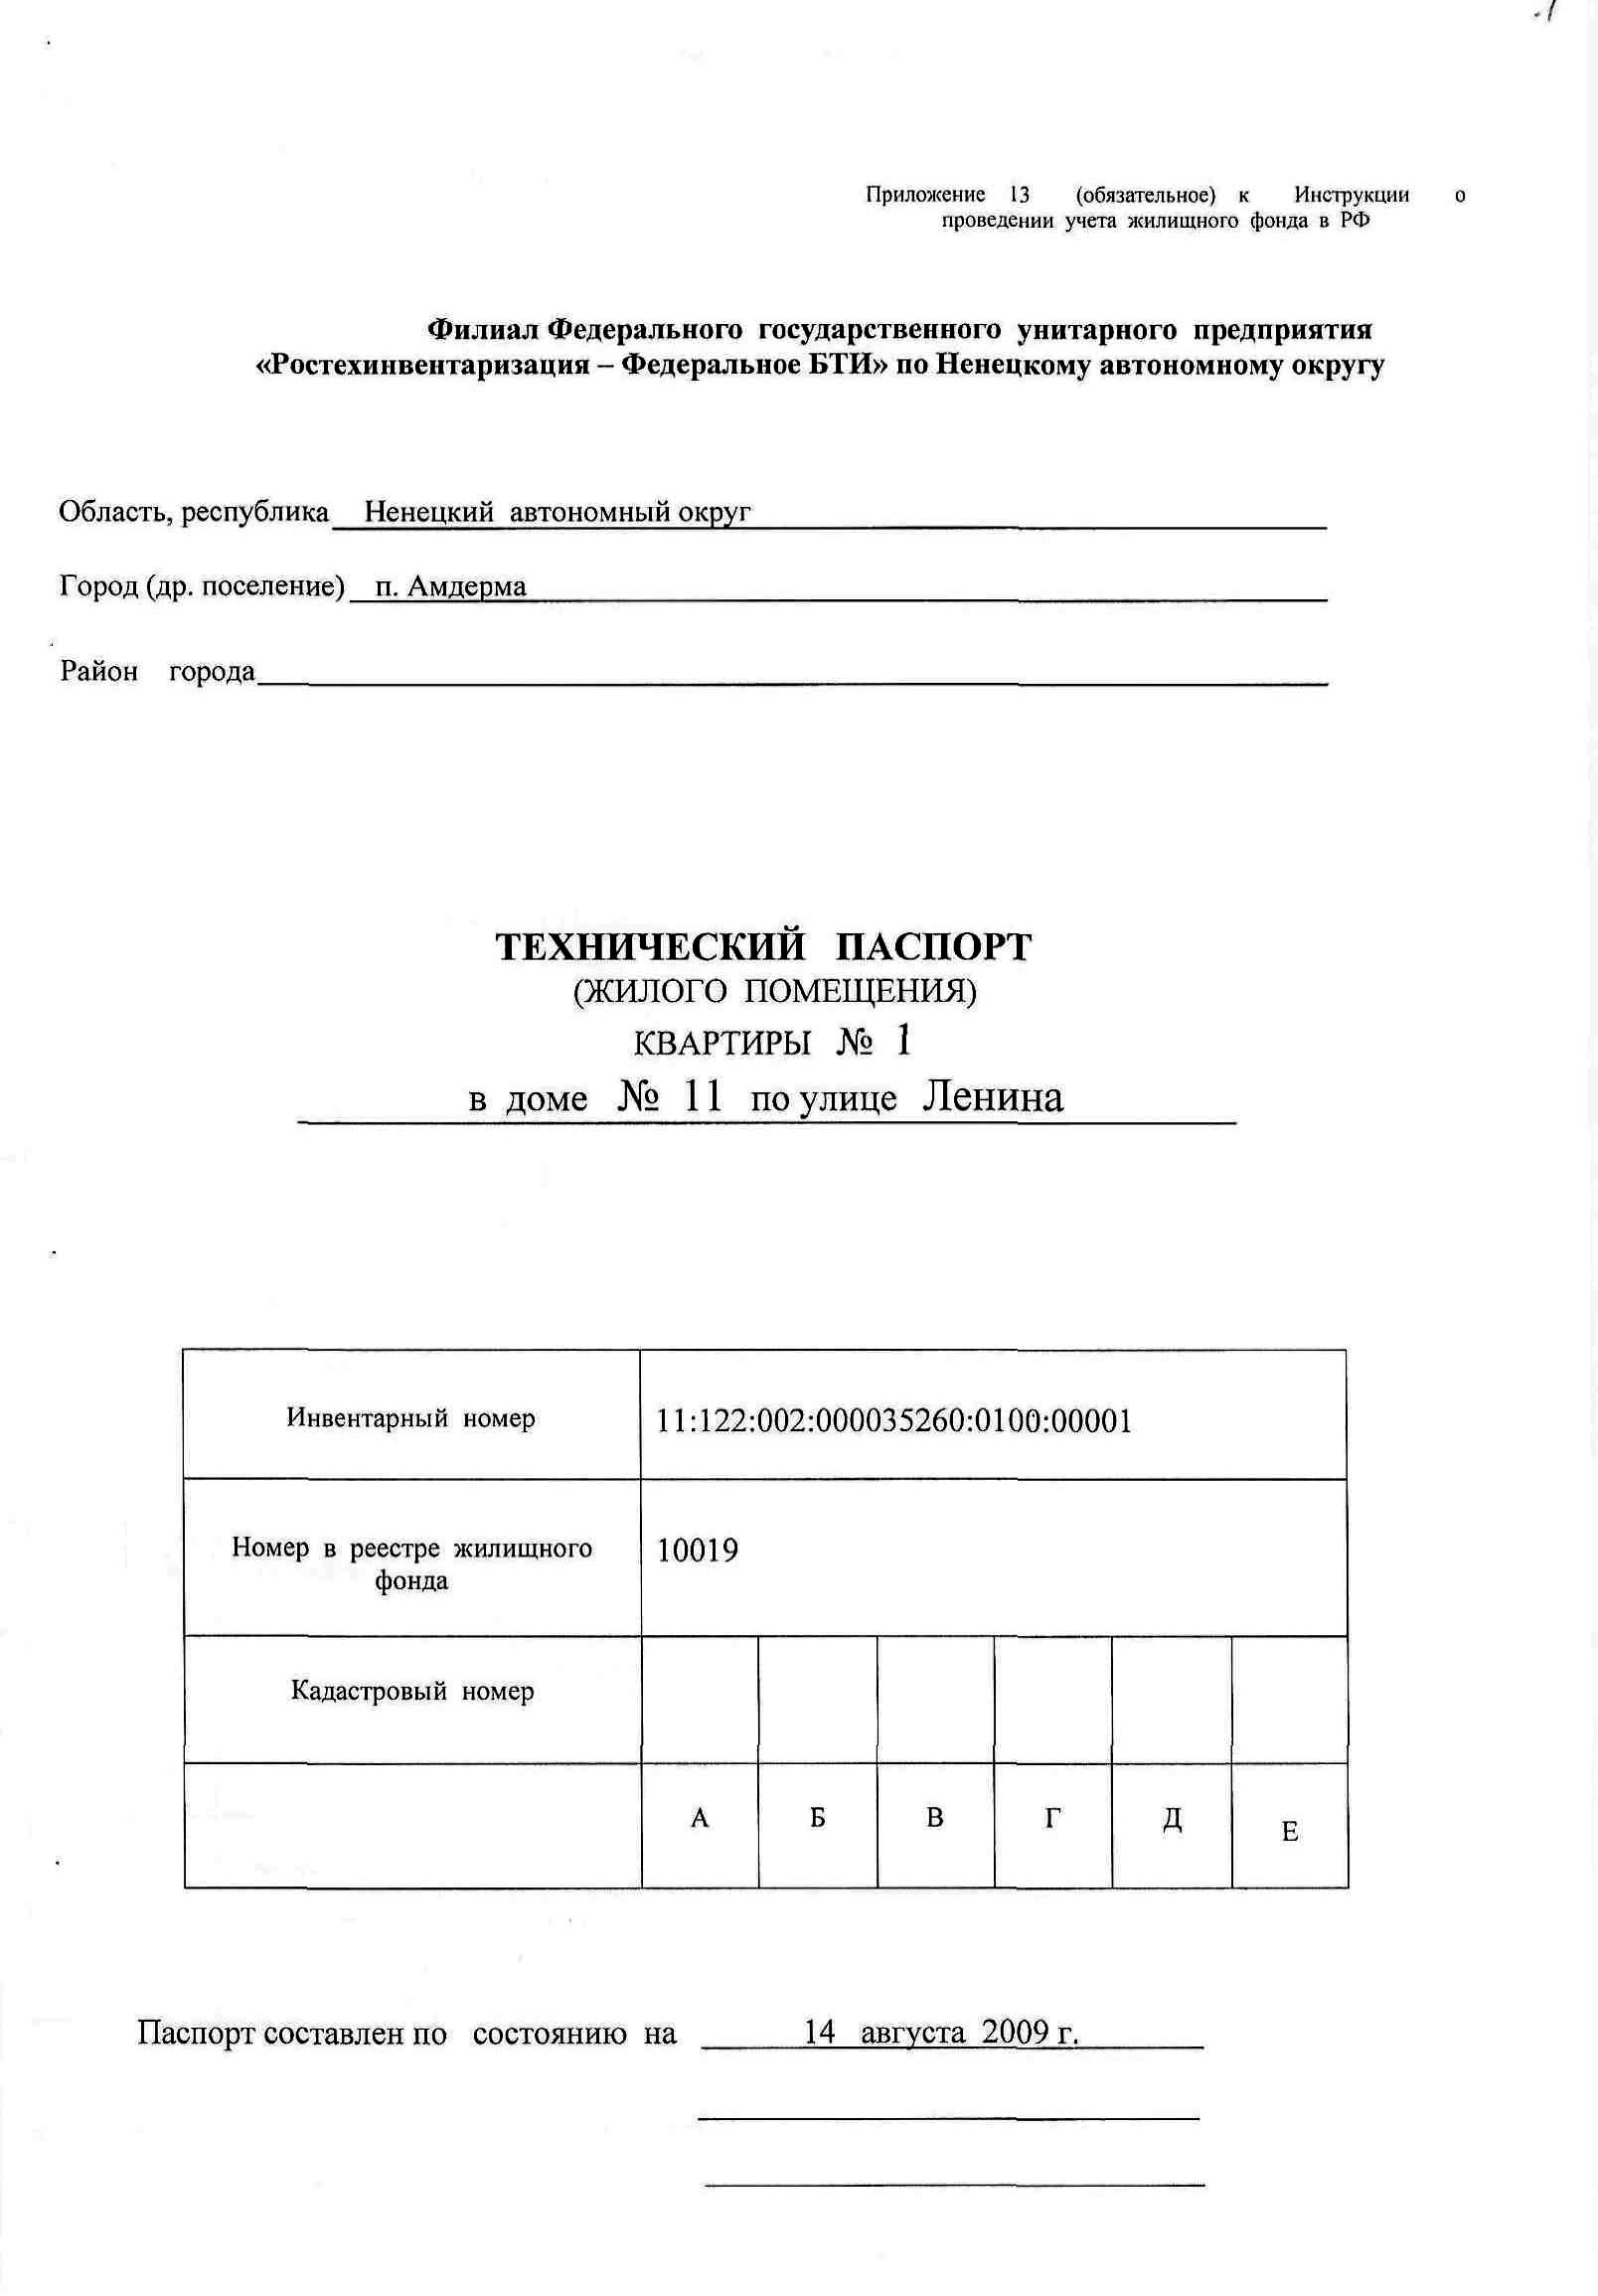 Приложение 13 (обязательное) к Инструкции о
проведении учета жилищного фонда в РФ
Филиал Федерального государственного унитарного предприятия
«Ростехинвентаризация – Федеральное БТИ» по Ненецкому автономному округу
Область, республика Ненецкий автономный округ
Город (др. поселение) п. Амдерма
Район города
ТЕХНИЧЕСКИЙ ПАСПОРТ
(ЖИЛОГО ПОМЕЩЕНИЯ)
КВАРТИРЫ № 1
в доме № 11 по улице Ленина
Инвентарный номер 11:122:002:000035260:0100:00001
Номер в реестре жилищного
фонда
10019
Кадастровый номер
А Б В Г Д Е
Паспорт составлен по состоянию на 14 августа 2009 г.